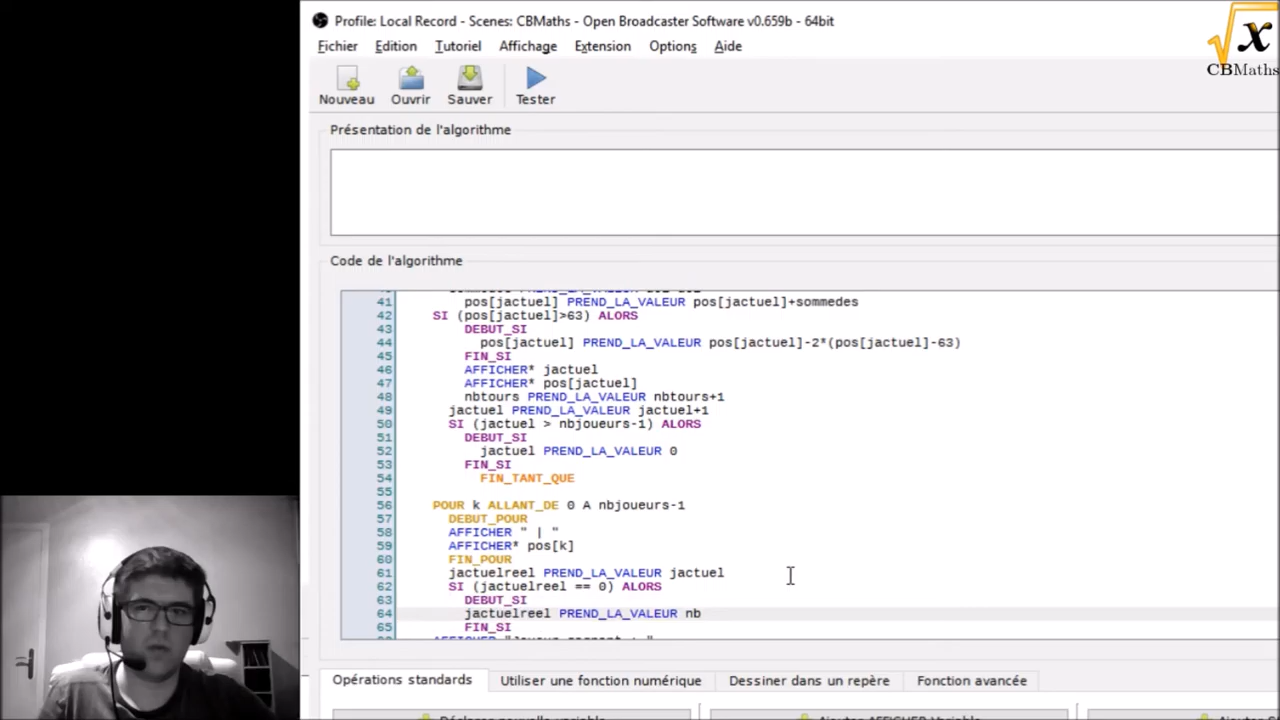 Profile: Local Record - Scenes: CBMaths - Open Broadcaster Software v0.659b - 64bit
x
CBMaths
Fichier Edition Tutoriel Affichage Extension Options Aide
Nouveau Ouvrir Sauver Tester
Présentation de l'algorithme
Code de l'algorithme
41 pos[jactuel] PREND_LA_VALEUR pos[jactuel]+sommedes
42 SI (pos[jactuel]>63) ALORS
43 DEBUT_SI
44 pos[jactuel] PREND_LA_VALEUR pos[jactuel]-2*(pos[jactuel]-63)
45 FIN_SI
46 AFFICHER* jactuel
47 AFFICHER* pos[jactuel]
48 nbtours PREND_LA_VALEUR nbtours+1
49 jactuel PREND_LA_VALEUR jactuel+1
50 SI (jactuel > nbjoueurs-1) ALORS
51 DEBUT_SI
52 jactuel PREND_LA_VALEUR 0
53 FIN_SI
54 FIN_TANT_QUE
55
56 POUR k ALLANT_DE 0 A nbjoueurs-1
57 DEBUT_POUR
58 AFFICHER " | "
59 AFFICHER* pos[k]
60 FIN_POUR
61 jactuelreel PREND_LA_VALEUR jactuel
62 SI (jactuelreel == 0) ALORS
63 DEBUT_SI
64 jactuelreel PREND_LA_VALEUR nb
65 FIN_SI
Opérations standards Utiliser une fonction numérique Dessiner dans un repère Fonction avancée